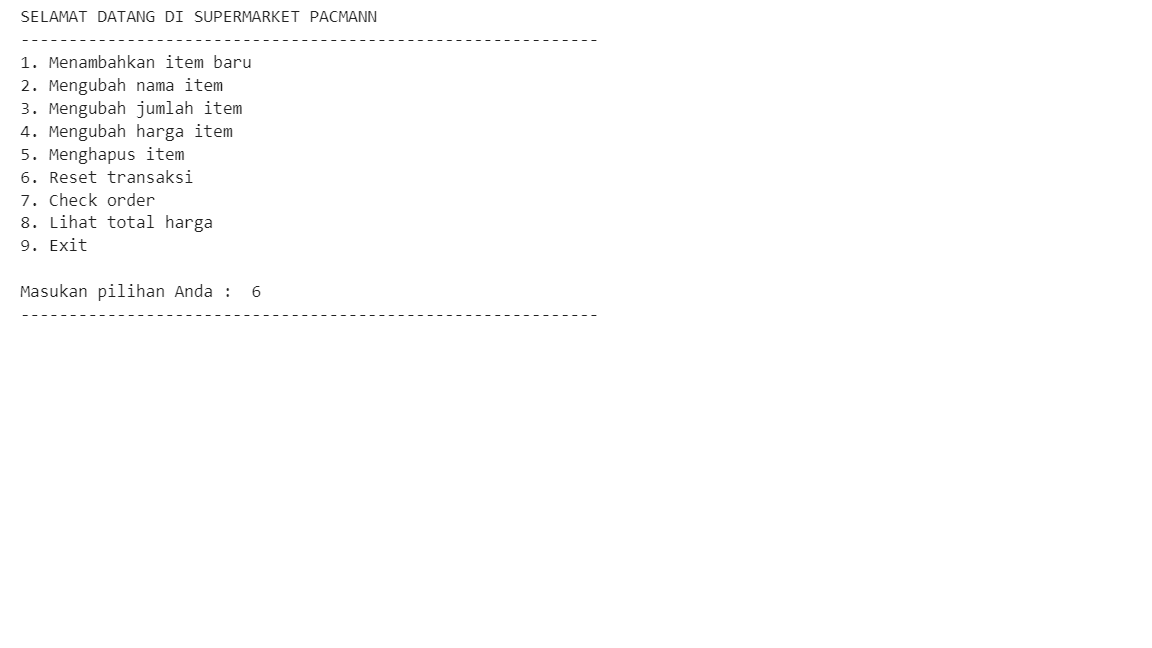 SELAMAT DATANG DI SUPERMARKET PACMANN
------------------------------------------------------------
1. Menambahkan item baru
2. Mengubah nama item
3. Mengubah jumlah item
4. Mengubah harga item
5. Menghapus item
6. Reset transaksi
7. Check order
8. Lihat total harga
9. Exit
Masukan pilihan Anda :  6
------------------------------------------------------------